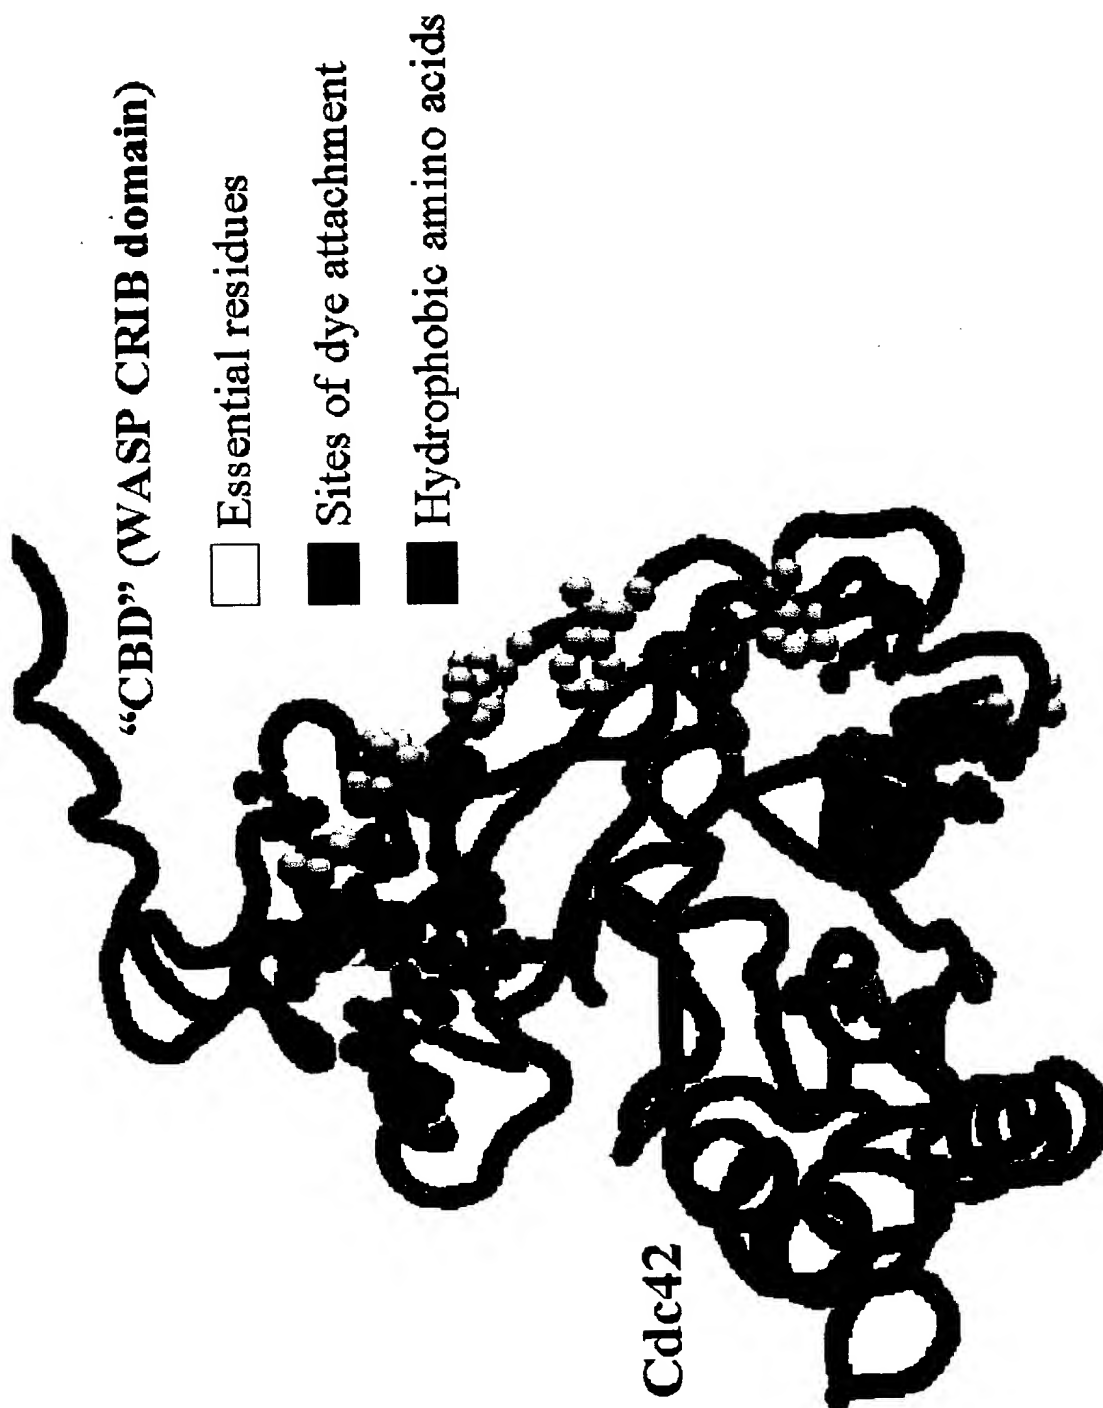 “CBD” (WASP CRIB domain)
Essential residues
Sites of dye attachment
Hydrophobic amino acids
Cdc42